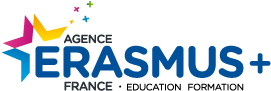 AGENCE
ERASMUS+
FRANCE • EDUCATION FORMATION